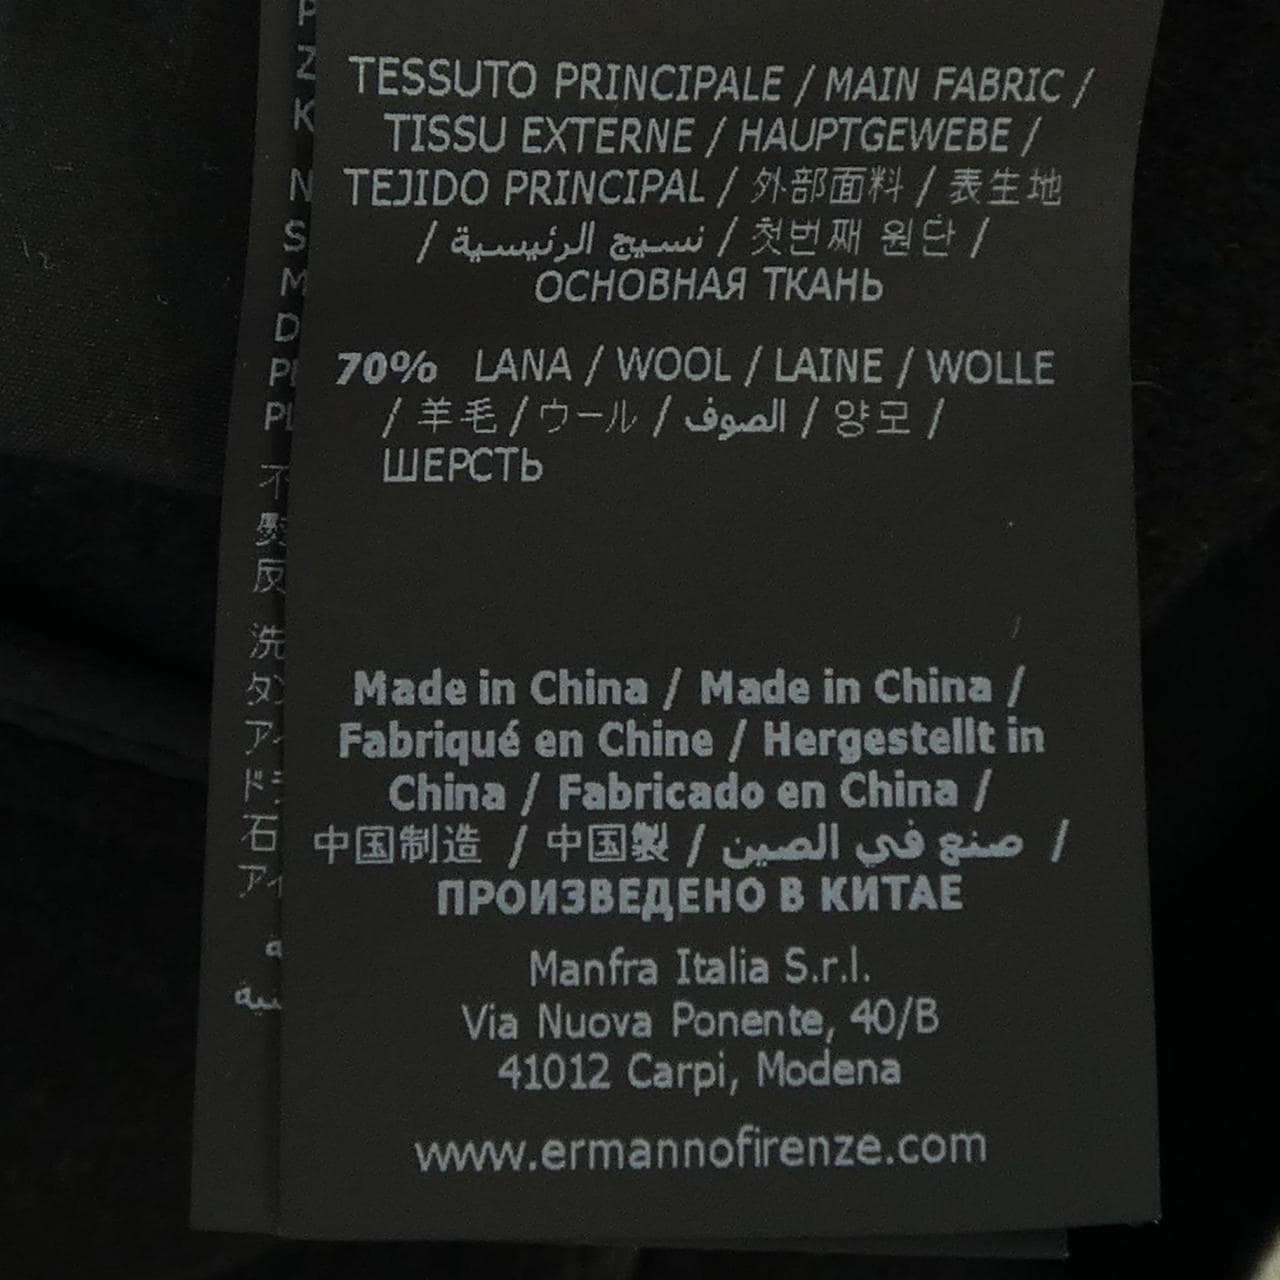 TESSUTO PRINCIPALE / MAIN FABRIC /
TISSU EXTERNE / HAUPTGEWEBE /
TEJIDO PRINCIPAL / 外部面料 / 表生地
/ نسيج الرئيسية / 첫번째 원단 /
ОСНОВНАЯ ТКАНЬ
70% LANA / WOOL / LAINE / WOLLE
/ 羊毛 / ウール / الصوف / 양모 /
ШЕРСТЬ
Made in China / Made in China /
Fabriqué en Chine / Hergestellt in
China / Fabricado en China /
中国制造 / 中国製 / صنع في الصين /
ПРОИЗВЕДЕНО В КИТАЕ
Manfra Italia S.r.l.
Via Nuova Ponente, 40/B
41012 Carpi, Modena
www.ermannofirenze.com